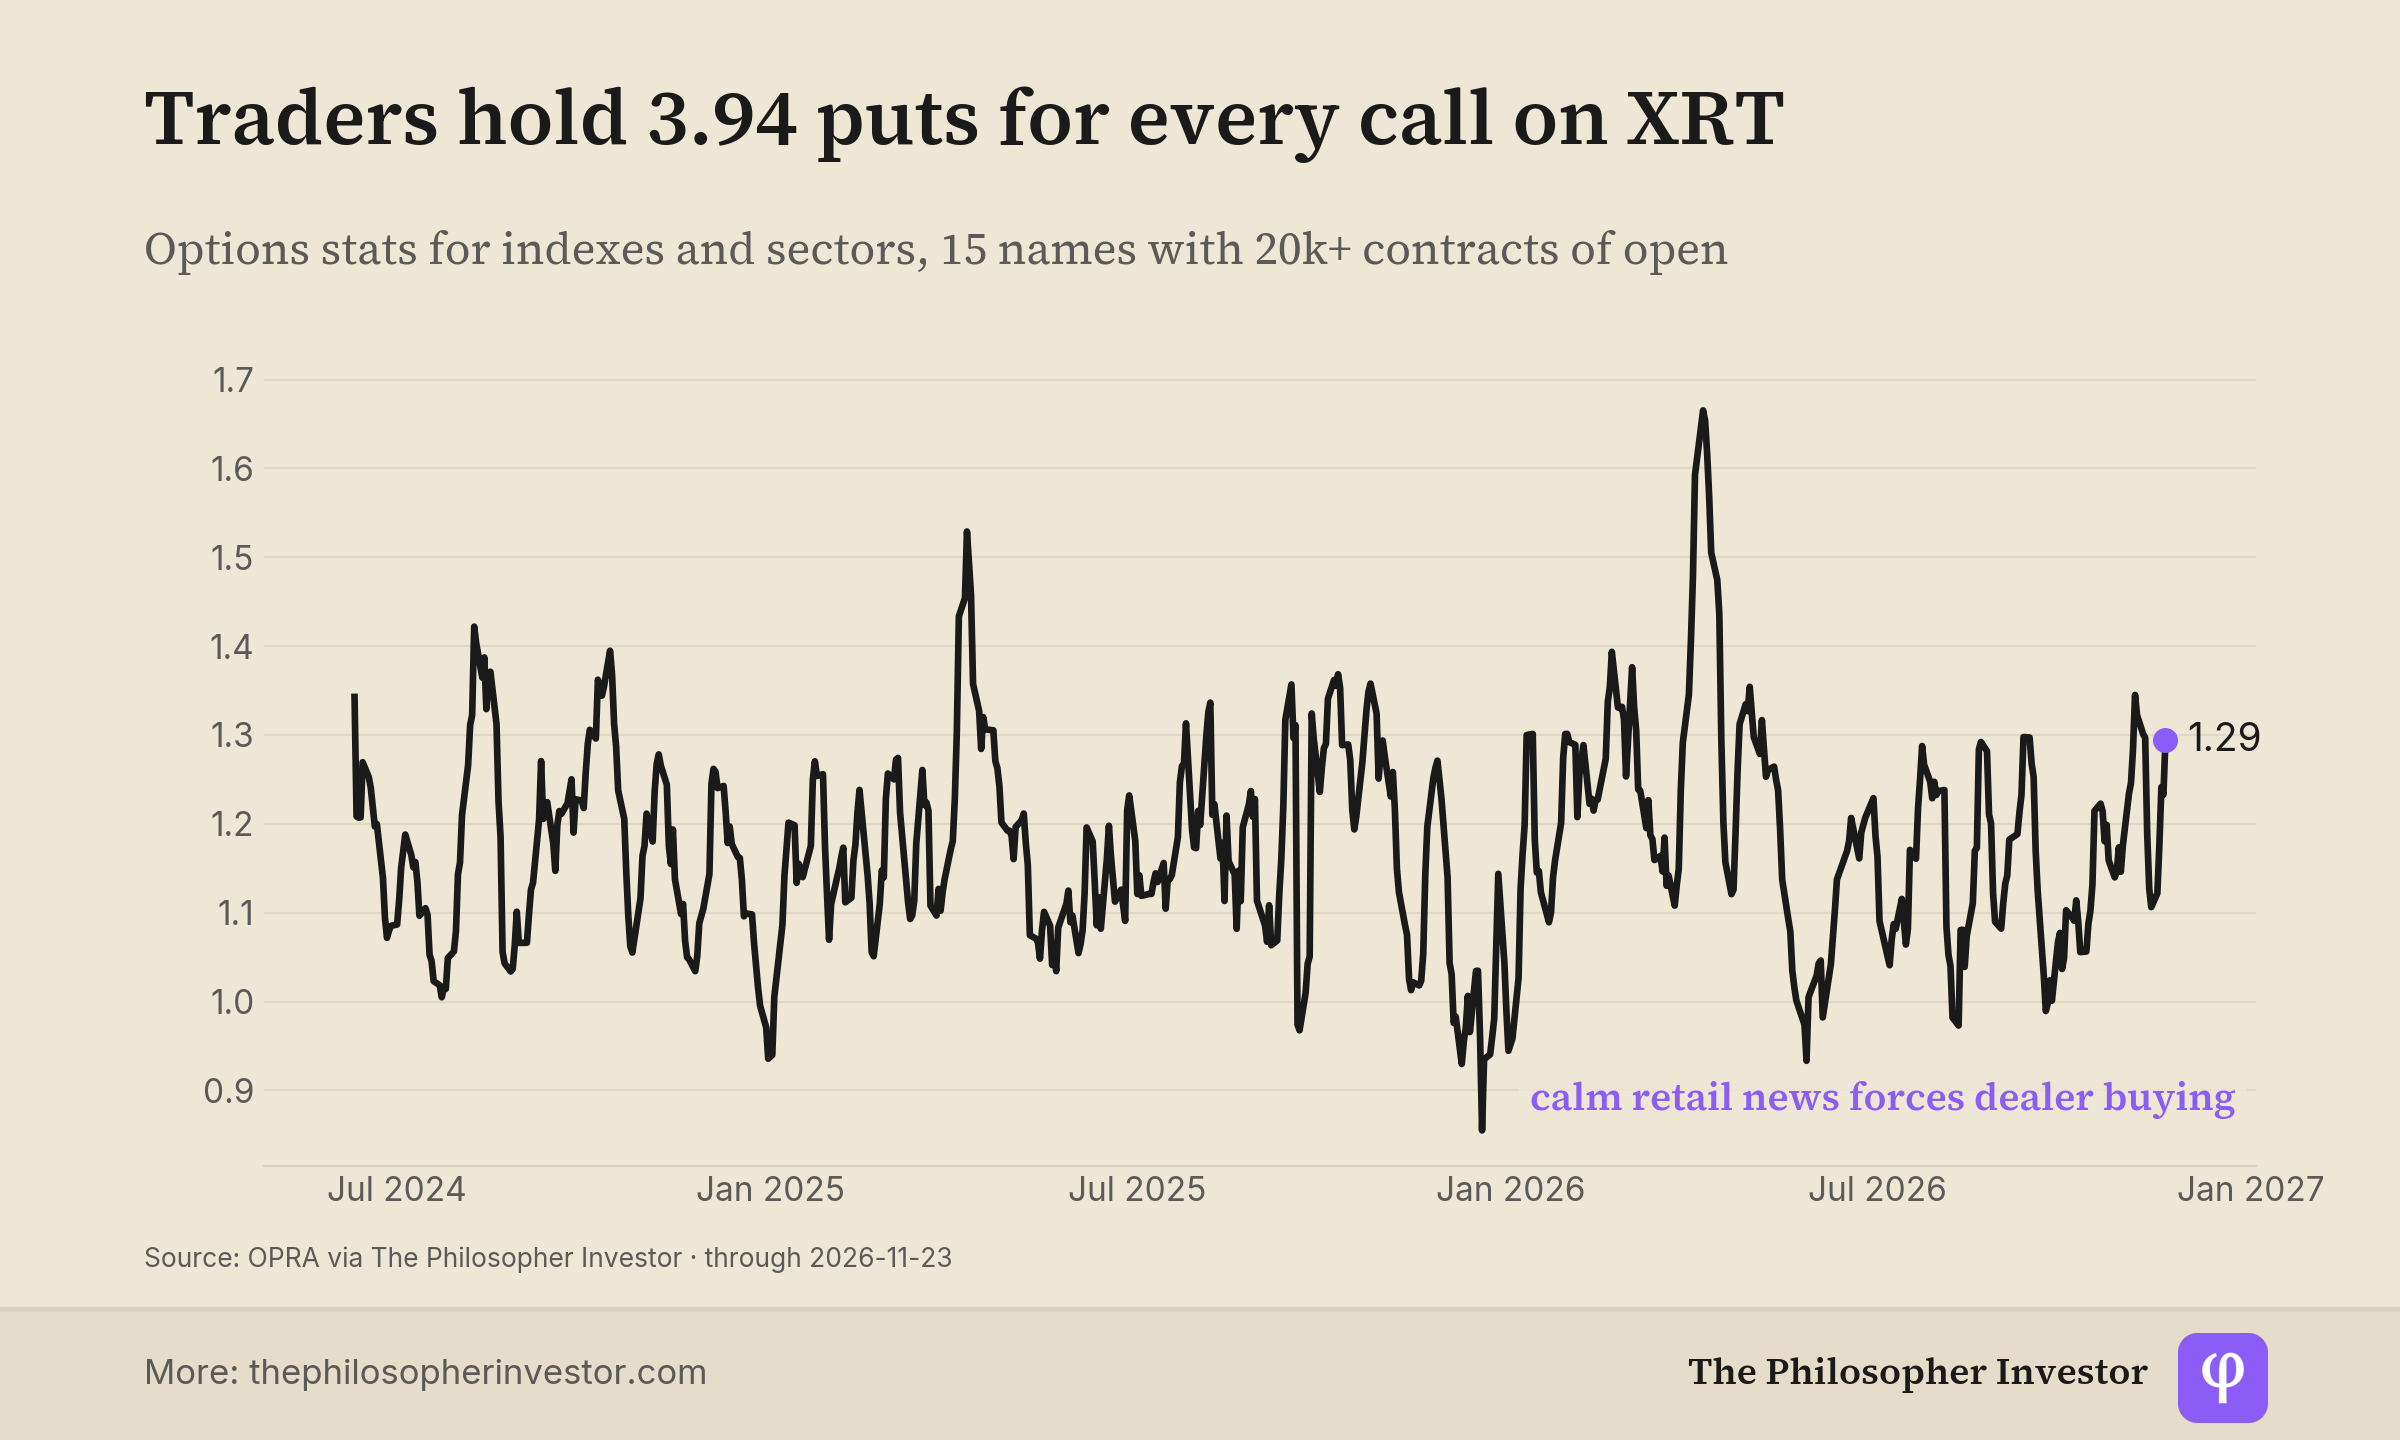 Traders hold 3.94 puts for every call on XRT
Options stats for indexes and sectors, 15 names with 20k+ contracts of open
1.7
1.6
1.5
1.4
1.3
1.2
1.1
1.0
0.9
1.29
calm retail news forces dealer buying
Jul 2024 Jan 2025 Jul 2025 Jan 2026 Jul 2026 Jan 2027
Source: OPRA via The Philosopher Investor · through 2026-11-23
More: thephilosopherinvestor.com
The Philosopher Investor φ